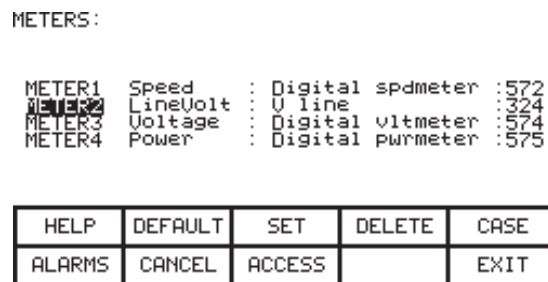 METERS:
METER1 Speed : Digital spdmeter :572
METER2 LineVolt : V line :324
METER3 Voltage : Digital vltmeter :574
METER4 Power : Digital pwrmeter :575
HELP DEFAULT SET DELETE CASE
ALARMS CANCEL ACCESS EXIT